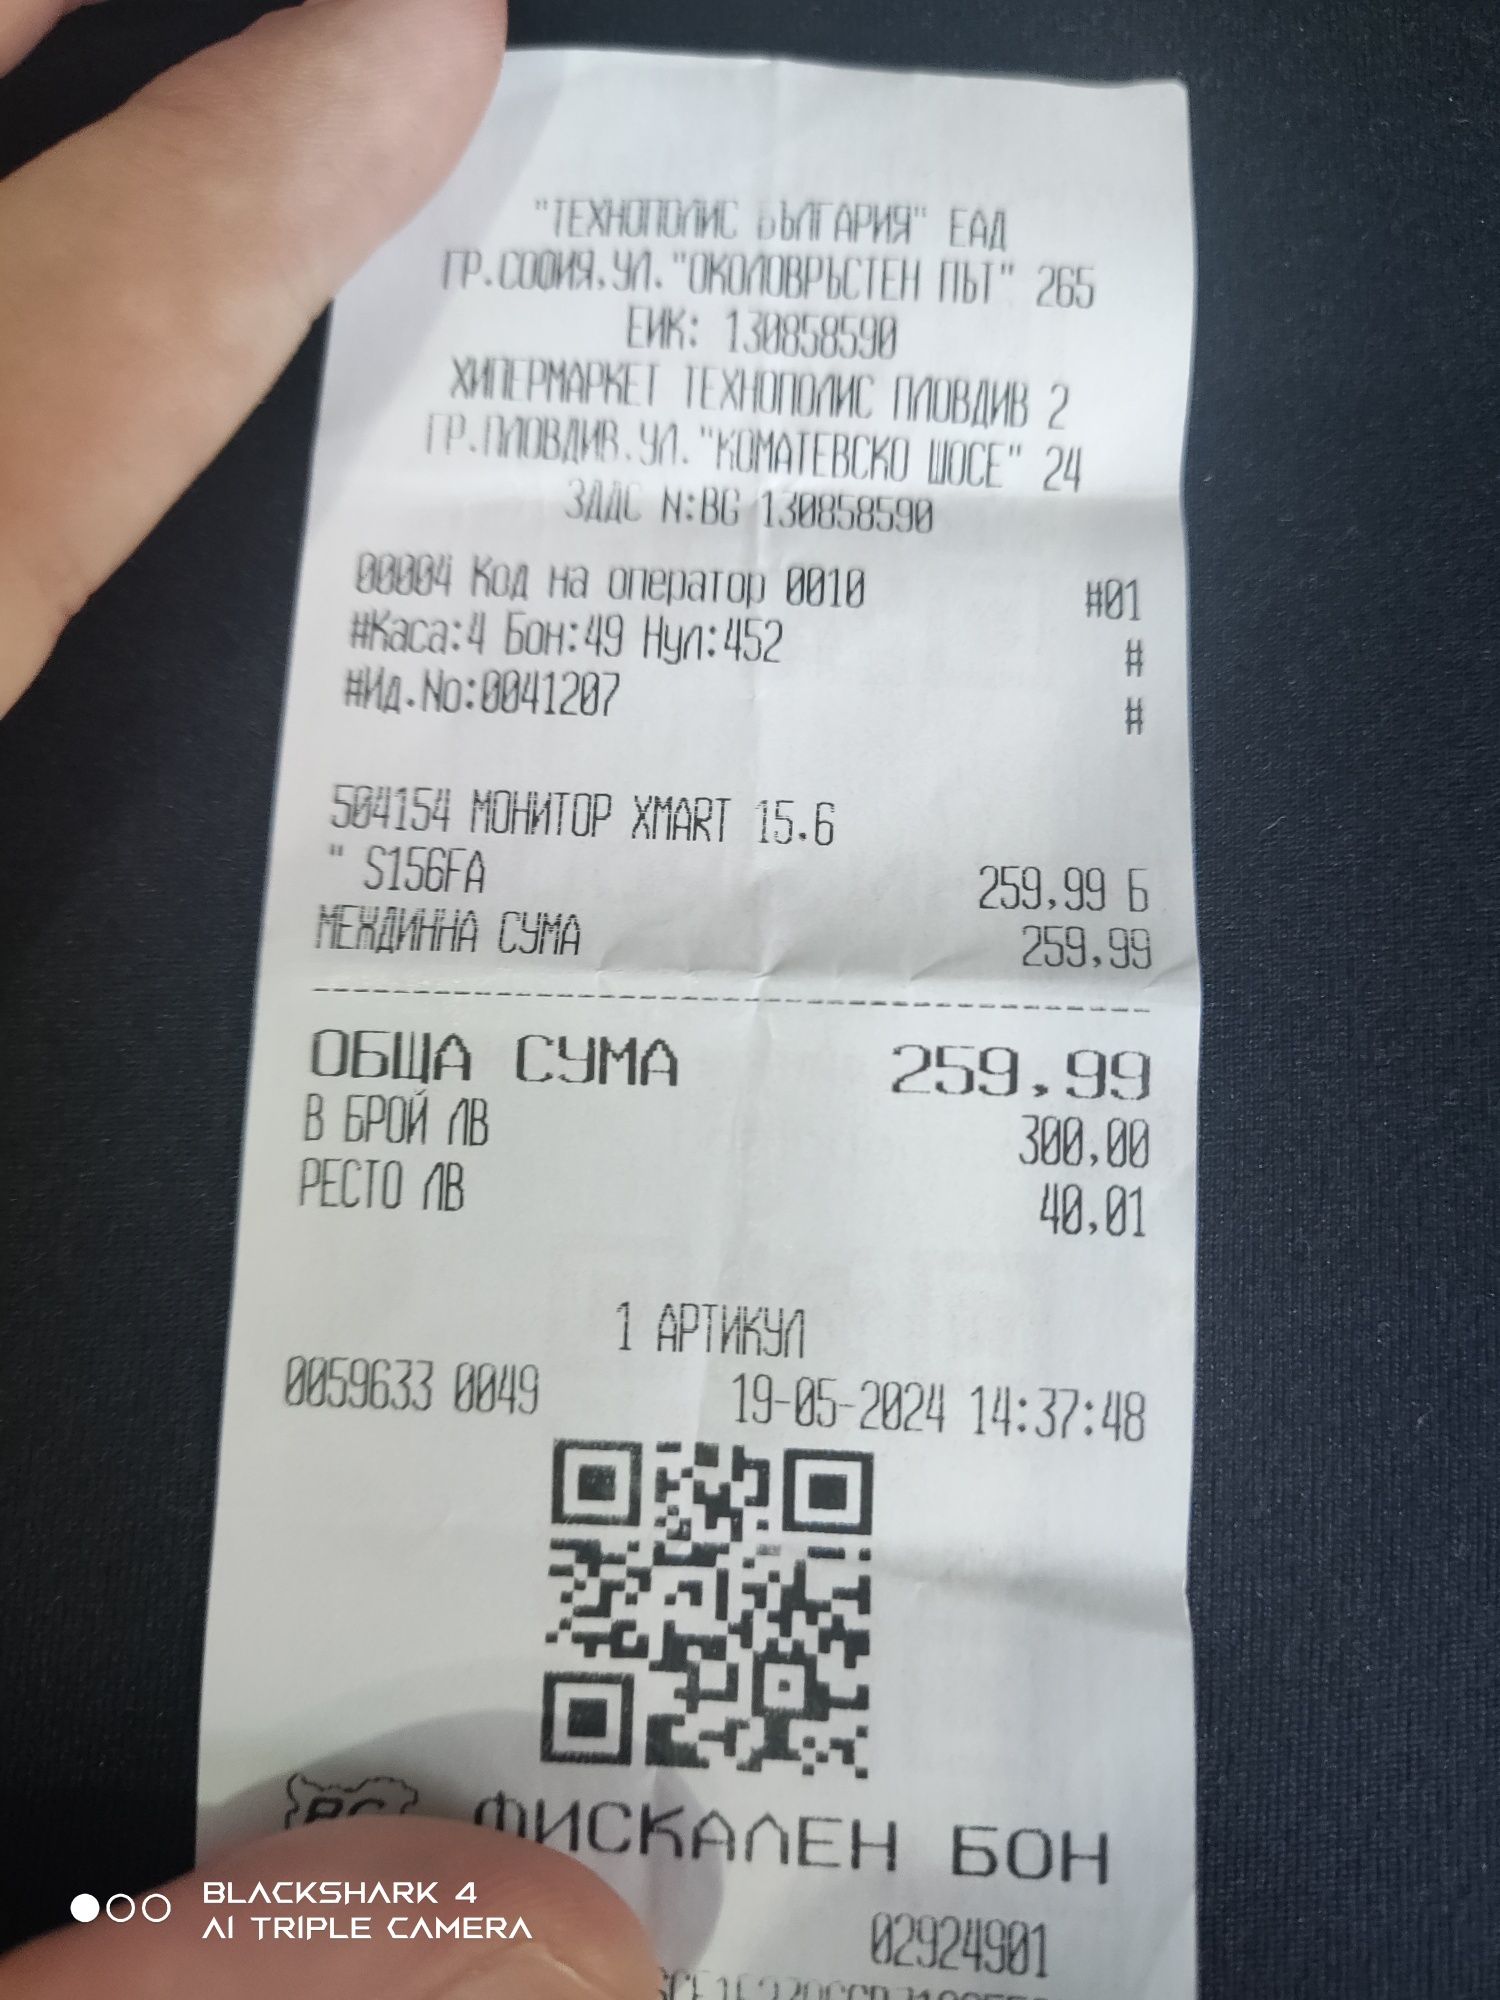 "ТЕХНОПОЛИС БЪЛГАРИЯ" ЕАД
ГР.СОФИЯ,УЛ."ОКОЛОВРЪСТЕН ПЪТ" 265
ЕИК: 130858590
ХИПЕРМАРКЕТ ТЕХНОПОЛИС ПЛОВДИВ 2
ГР.ПЛОВДИВ.УЛ."КОМАТЕВСКО ШОСЕ" 24
ЗДДС N:BG 130858590
00004 Код на оператор 0010 #01
#Каса:4 Бон:49 Нул:452 #
#Ид.No:0041207 #
504154 МОНИТОР XMART 15.6
" S156FA 259,99 Б
МЕЖДИННА СУМА 259,99
ОБЩА СУМА 259,99
В БРОЙ ЛВ 300,00
РЕСТО ЛВ 40,01
1 АРТИКУЛ
0059633 0049 19-05-2024 14:37:48
ФИСКАЛЕН БОН
02924901
BLACKSHARK 4
AI TRIPLE CAMERA